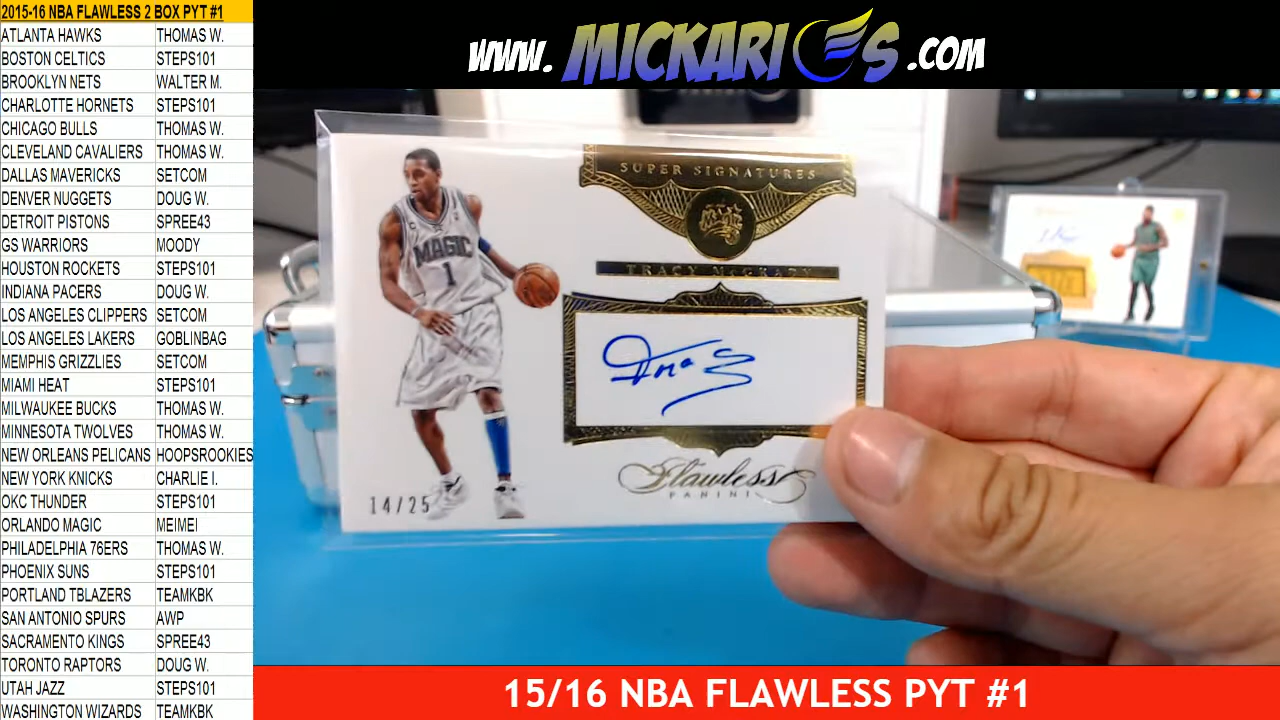 2015-16 NBA FLAWLESS 2 BOX PYT #1
ATLANTA HAWKS THOMAS W.
BOSTON CELTICS STEPS101
BROOKLYN NETS WALTER M.
CHARLOTTE HORNETS STEPS101
CHICAGO BULLS THOMAS W.
CLEVELAND CAVALIERS THOMAS W.
DALLAS MAVERICKS SETCOM
DENVER NUGGETS DOUG W.
DETROIT PISTONS SPREE43
GS WARRIORS MOODY
HOUSTON ROCKETS STEPS101
INDIANA PACERS DOUG W.
LOS ANGELES CLIPPERS SETCOM
LOS ANGELES LAKERS GOBLINBAG
MEMPHIS GRIZZLIES SETCOM
MIAMI HEAT STEPS101
MILWAUKEE BUCKS THOMAS W.
MINNESOTA TWOLVES THOMAS W.
NEW ORLEANS PELICANS HOOPSROOKIES
NEW YORK KNICKS CHARLIE I.
OKC THUNDER STEPS101
ORLANDO MAGIC MEIMEI
PHILADELPHIA 76ERS THOMAS W.
PHOENIX SUNS STEPS101
PORTLAND TBLAZERS TEAMKBK
SAN ANTONIO SPURS AWP
SACRAMENTO KINGS SPREE43
TORONTO RAPTORS DOUG W.
UTAH JAZZ STEPS101
WASHINGTON WIZARDS TEAMKBK
www.MICKARIES.com
SUPER SIGNATURES
TRACY McGRADY
MAGIC
1
Flawless
PANINI
14/25
15/16 NBA FLAWLESS PYT #1